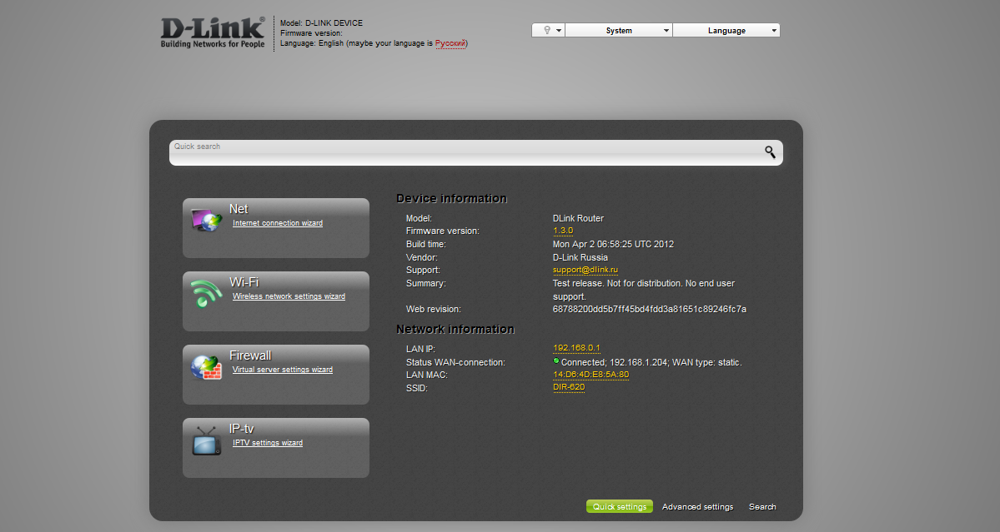 D-Link®
Building Networks for People
Model: D-LINK DEVICE
Firmware version:
Language: English (maybe your language is Русский)
System
Language
Quick search
Net
Internet connection wizard
Wi-Fi
Wireless network settings wizard
Firewall
Virtual server settings wizard
IP-tv
IPTV settings wizard
Device information
Model: DLink Router
Firmware version: 1.3.0
Build time: Mon Apr 2 06:58:25 UTC 2012
Vendor: D-Link Russia
Support: support@dlink.ru
Summary: Test release. Not for distribution. No end user
support.
Web revision: 68788200dd5b7ff45bd4fdd3a81651c89246fc7a
Network information
LAN IP: 192.168.0.1
Status WAN-connection: Connected; 192.168.1.204; WAN type: static.
LAN MAC: 14:D6:4D:E8:5A:80
SSID: DIR-620
Quick settings
Advanced settings
Search